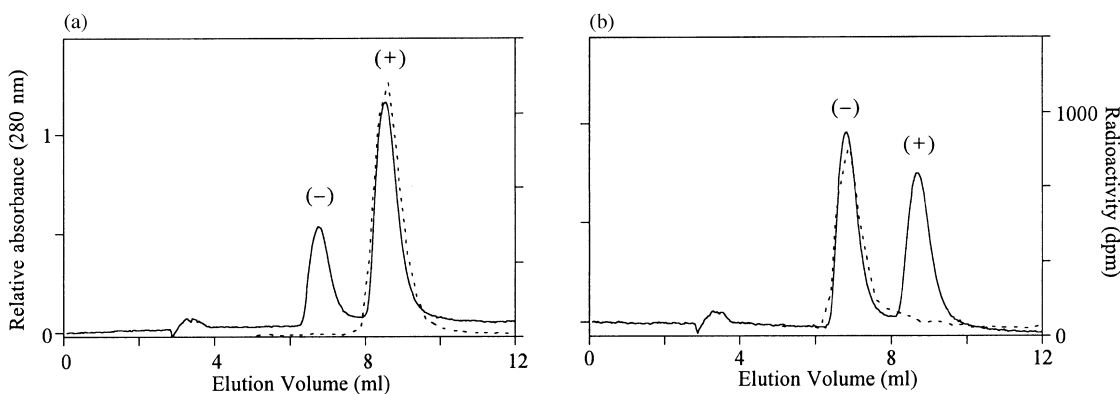 (a)
Relative absorbance (280 nm)
1
0
(−)
(+)
0 4 8 12
Elution Volume (ml)
(b)
(−)
(+)
1000
0
Radioactivity (dpm)
0 4 8 12
Elution Volume (ml)